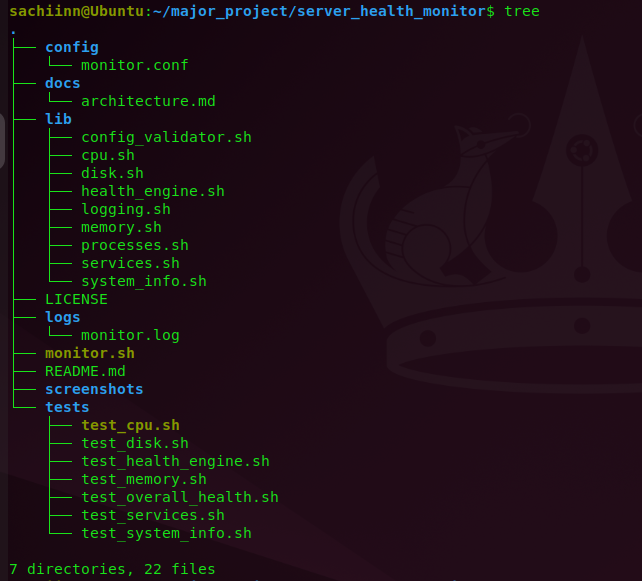 sachiinn@Ubuntu:~/major_project/server_health_monitor$ tree
.
├── config
│   └── monitor.conf
├── docs
│   └── architecture.md
├── lib
│   ├── config_validator.sh
│   ├── cpu.sh
│   ├── disk.sh
│   ├── health_engine.sh
│   ├── logging.sh
│   ├── memory.sh
│   ├── processes.sh
│   ├── services.sh
│   └── system_info.sh
├── LICENSE
├── logs
│   └── monitor.log
├── monitor.sh
├── README.md
├── screenshots
└── tests
    ├── test_cpu.sh
    ├── test_disk.sh
    ├── test_health_engine.sh
    ├── test_memory.sh
    ├── test_overall_health.sh
    ├── test_services.sh
    └── test_system_info.sh

7 directories, 22 files